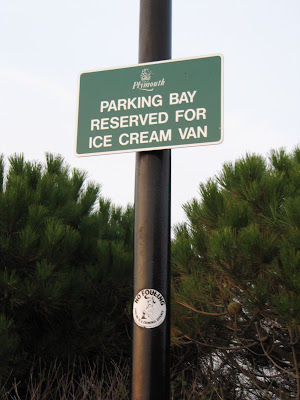 Plymouth
PARKING BAY
RESERVED FOR
ICE CREAM VAN
NO FOULING